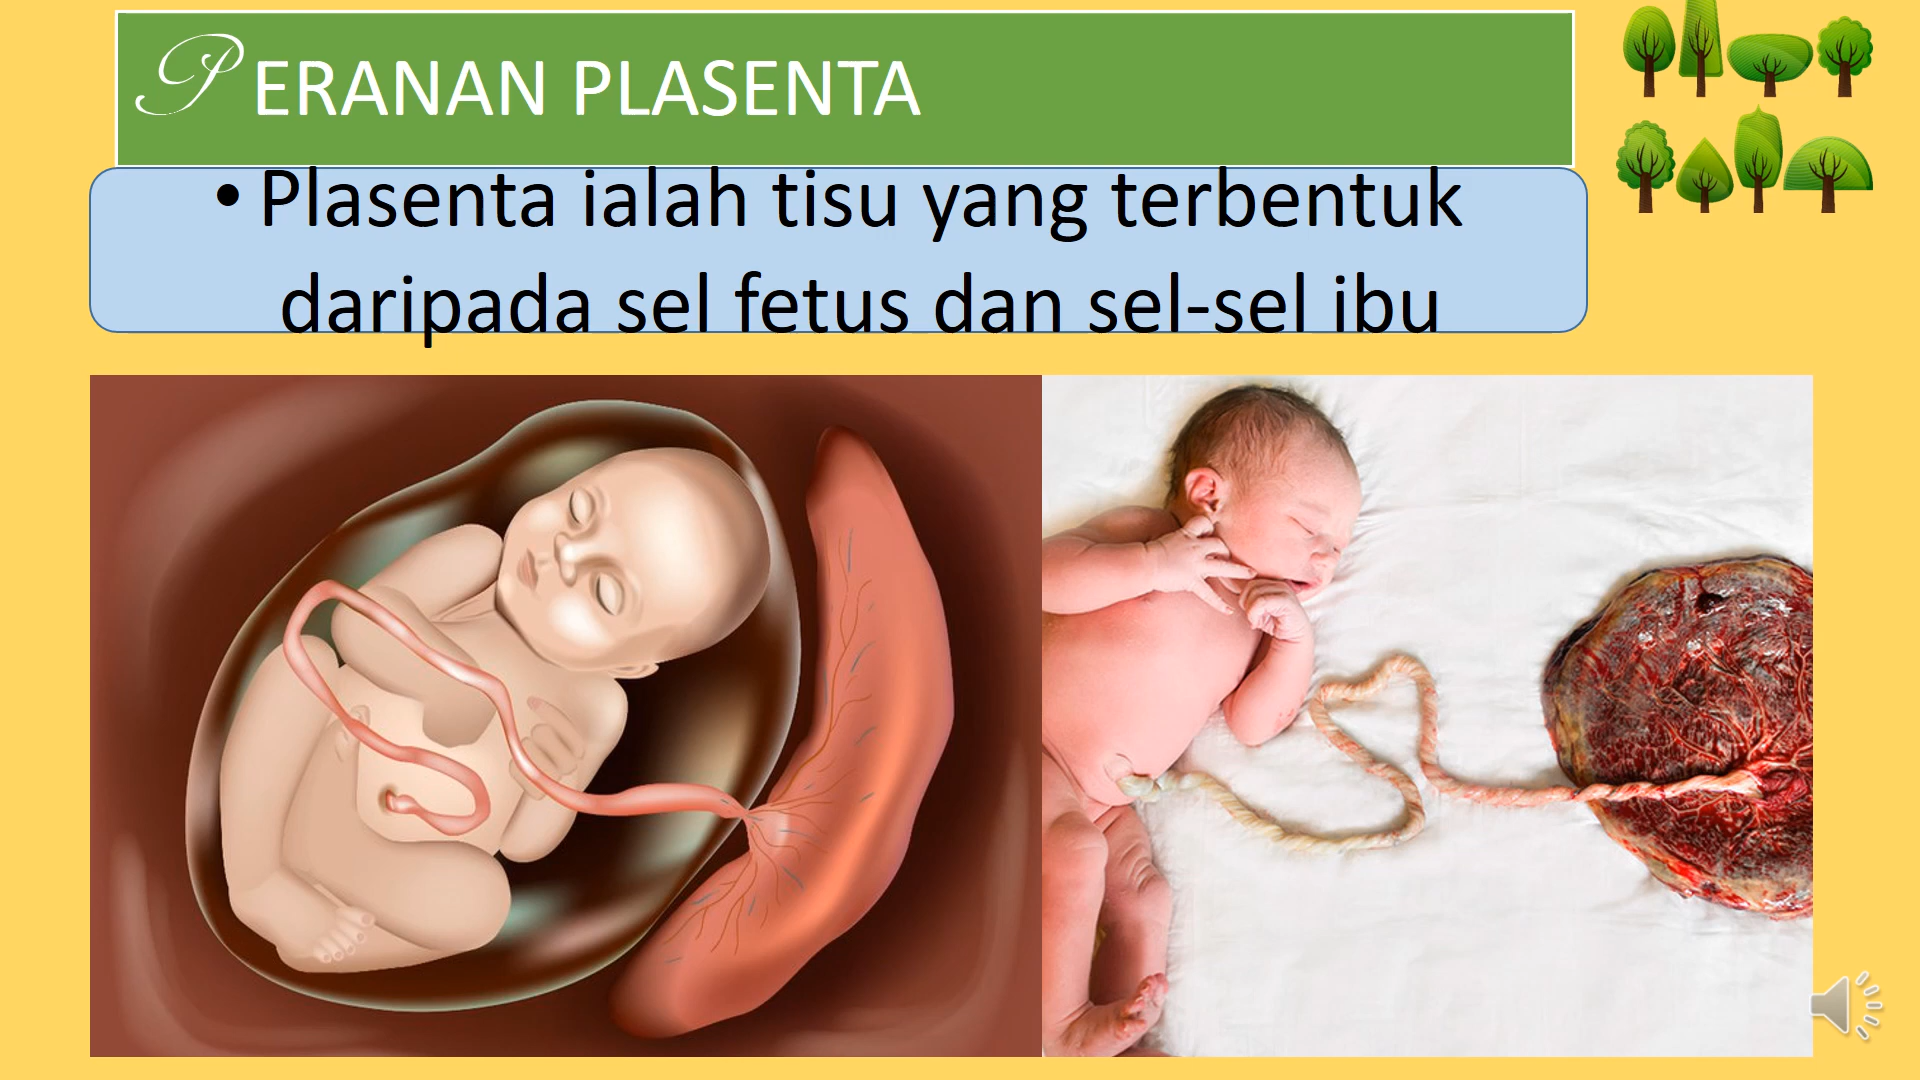 PERANAN PLASENTA
• Plasenta ialah tisu yang terbentuk
daripada sel fetus dan sel-sel ibu